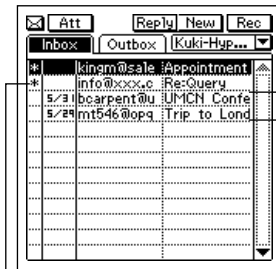 Att Reply New Rec
Inbox Outbox Kuki-Hyp...
* kingm@sale Appointment
* info@xxx.c Re:Query
5/31 bcarpent@u UMCN Confe
5/29 mt546@opq Trip to Lond